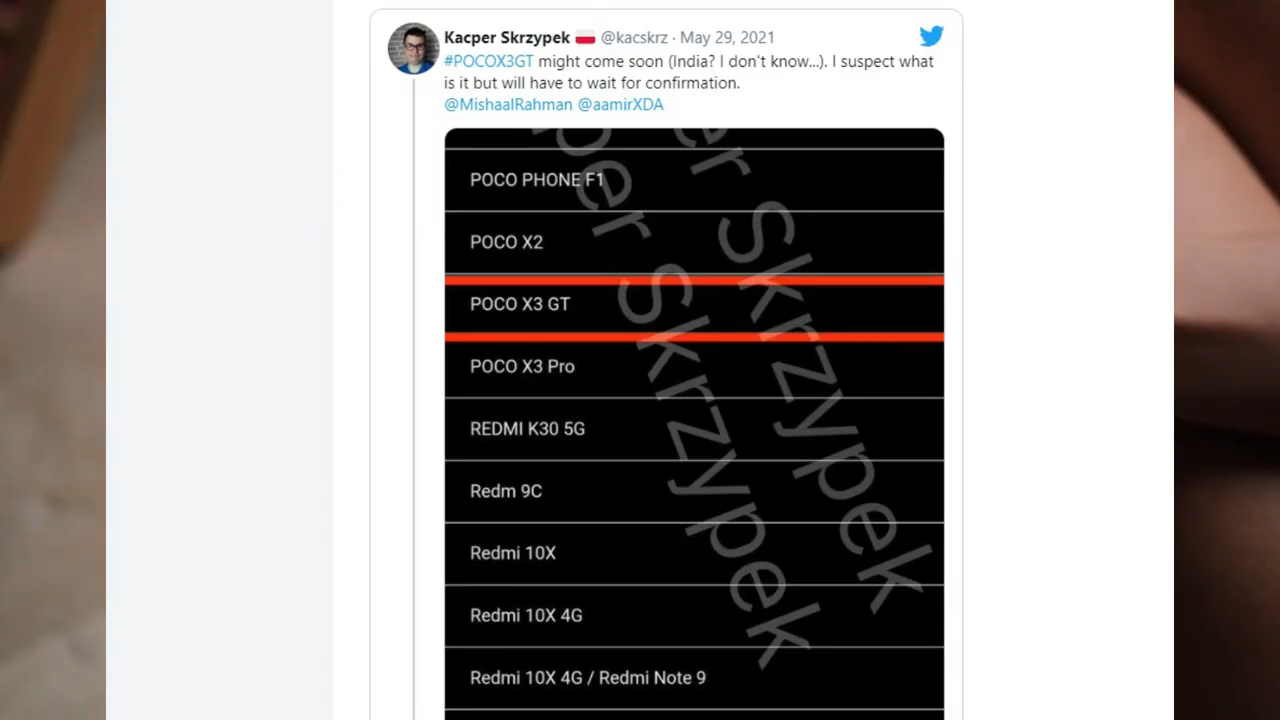 Kacper Skrzypek @kacskrz · May 29, 2021
#POCOX3GT might come soon (India? I don't know...). I suspect what
is it but will have to wait for confirmation.
@MishaalRahman @aamirXDA
POCO PHONE F1
POCO X2
POCO X3 GT
POCO X3 Pro
REDMI K30 5G
Redm 9C
Redmi 10X
Redmi 10X 4G
Redmi 10X 4G / Redmi Note 9
per Skrzypek
er Skrzypek